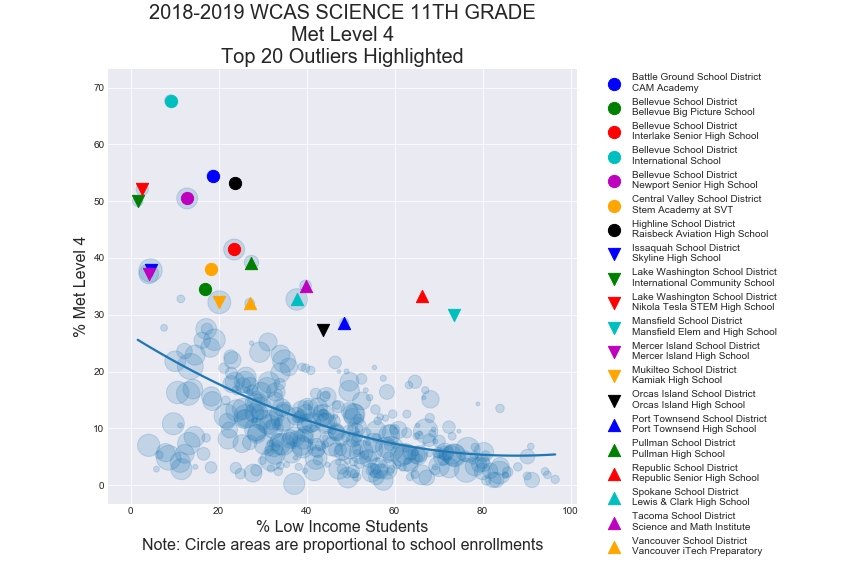 2018-2019 WCAS SCIENCE 11TH GRADE
Met Level 4
Top 20 Outliers Highlighted
% Met Level 4
70
60
50
40
30
20
10
0
0
20
40
60
80
100
% Low Income Students
Note: Circle areas are proportional to school enrollments
Battle Ground School District
CAM Academy
Bellevue School District
Bellevue Big Picture School
Bellevue School District
Interlake Senior High School
Bellevue School District
International School
Bellevue School District
Newport Senior High School
Central Valley School District
Stem Academy at SVT
Highline School District
Raisbeck Aviation High School
Issaquah School District
Skyline High School
Lake Washington School District
International Community School
Lake Washington School District
Nikola Tesla STEM High School
Mansfield School District
Mansfield Elem and High School
Mercer Island School District
Mercer Island High School
Mukilteo School District
Kamiak High School
Orcas Island School District
Orcas Island High School
Port Townsend School District
Port Townsend High School
Pullman School District
Pullman High School
Republic School District
Republic Senior High School
Spokane School District
Lewis & Clark High School
Tacoma School District
Science and Math Institute
Vancouver School District
Vancouver iTech Preparatory